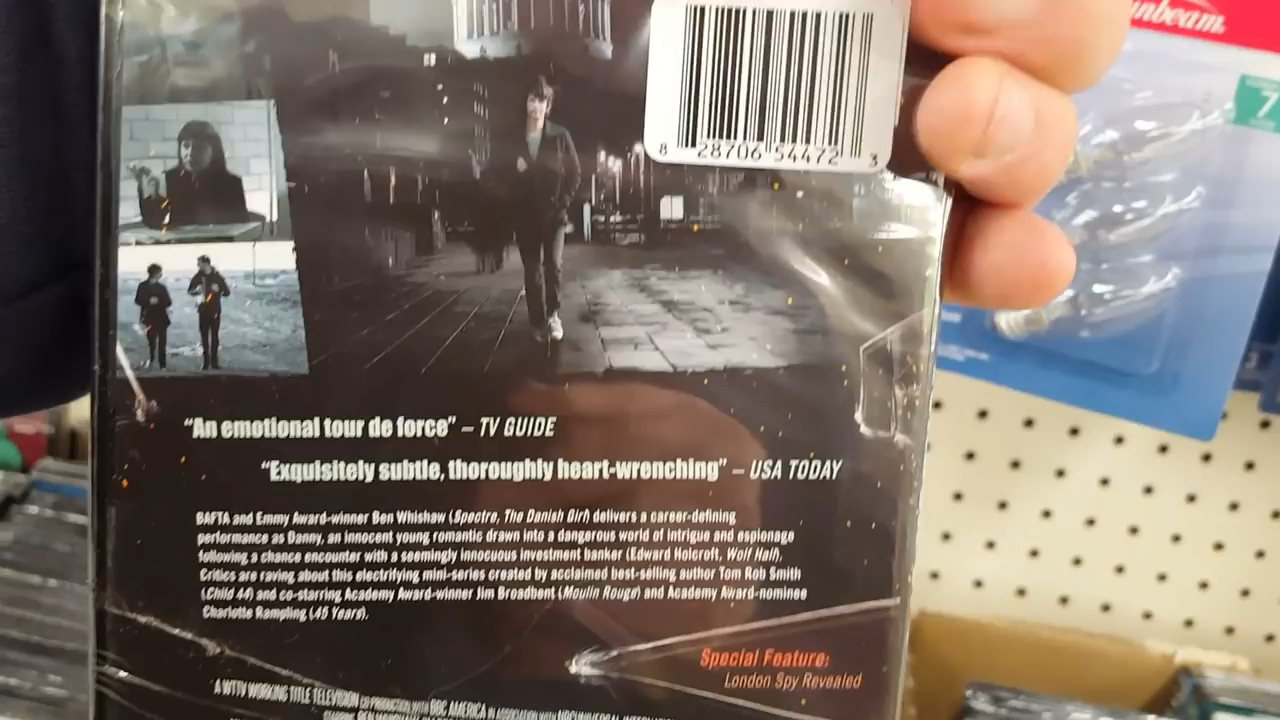 unbeam.
7
8 28706 54472 3
"An emotional tour de force" – TV GUIDE
"Exquisitely subtle, thoroughly heart-wrenching" – USA TODAY
BAFTA and Emmy Award-winner Ben Whishaw (Spectre, The Danish Girl) delivers a career-defining
performance as Danny, an innocent young romantic drawn into a dangerous world of intrigue and espionage
following a chance encounter with a seemingly innocuous investment banker (Edward Holcroft, Wolf Hall).
Critics are raving about this electrifying mini-series created by acclaimed best-selling author Tom Rob Smith
(Child 44) and co-starring Academy Award-winner Jim Broadbent (Moulin Rouge) and Academy Award-nominee
Charlotte Rampling (45 Years).
Special Feature:
London Spy Revealed
A WTTV WORKING TITLE TELEVISION CO PRODUCTION WITH BBC AMERICA IN ASSOCIATION WITH NBCUNIVERSAL